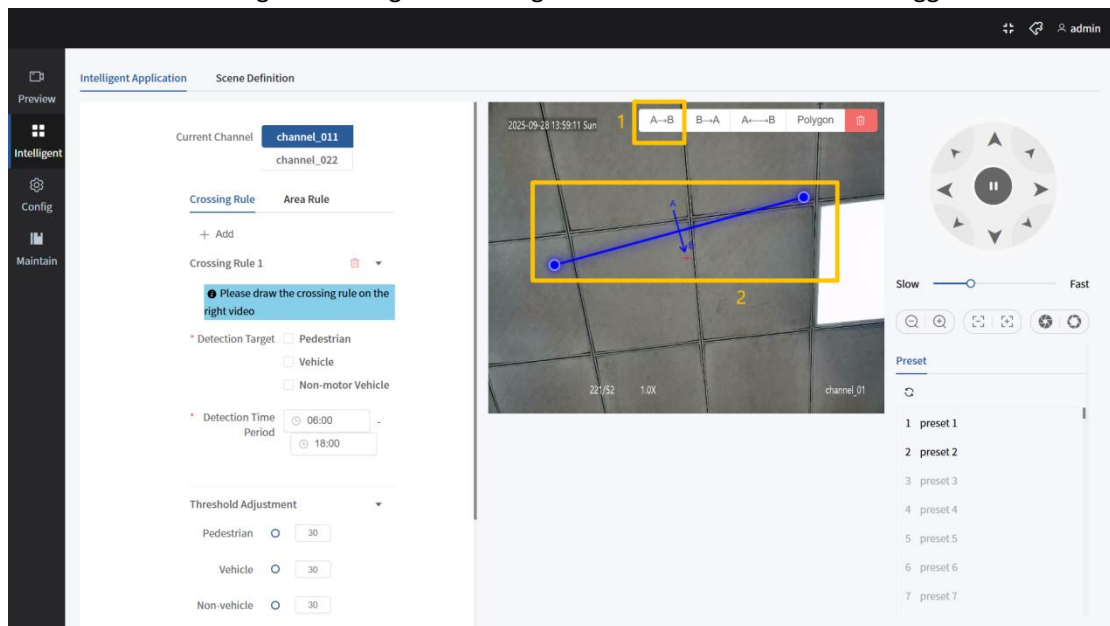 admin
Preview
Intelligent
Config
Maintain
Intelligent Application Scene Definition
Current Channel channel_011
channel_022
Crossing Rule Area Rule
+ Add
Crossing Rule 1
Please draw the crossing rule on the
right video
* Detection Target Pedestrian
Vehicle
Non-motor Vehicle
* Detection Time
Period
06:00 -
18:00
Threshold Adjustment
Pedestrian 30
Vehicle 30
Non-vehicle 30
2025-09-28 13:59:11 Sun 1 A→B B→A A←→B Polygon
A
B
2
221/52 1.0X channel_01
Slow Fast
Preset
1 preset 1
2 preset 2
3 preset 3
4 preset 4
5 preset 5
6 preset 6
7 preset 7